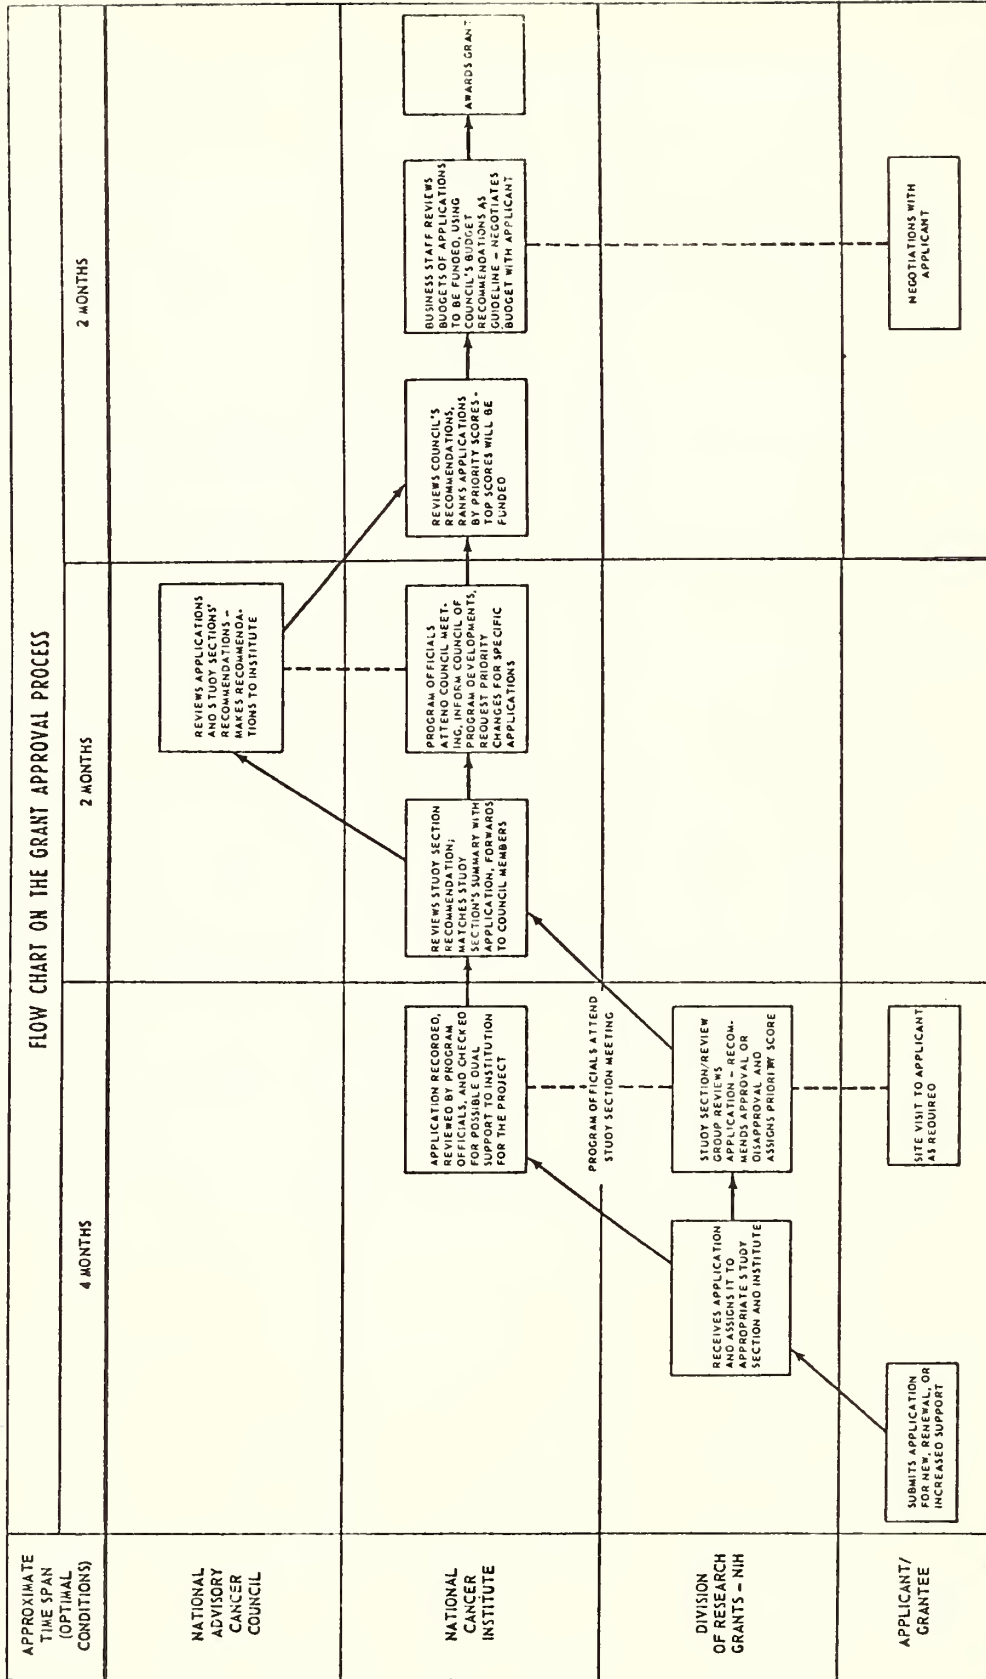 FLOW CHART ON THE GRANT APPROVAL PROCESS
APPROXIMATE
TIME SPAN
(OPTIMAL
CONDITIONS)
4 MONTHS
2 MONTHS
2 MONTHS
NATIONAL
ADVISORY
CANCER
COUNCIL
REVIEWS APPLICATIONS
AND STUDY SECTIONS'
RECOMMENDATIONS –
MAKES RECOMMENDA-
TIONS TO INSTITUTE
NATIONAL
CANCER
INSTITUTE
APPLICATION RECORDED,
REVIEWED BY PROGRAM
OFFICIALS, AND CHECKED
FOR POSSIBLE DUAL
SUPPORT TO INSTITUTION
FOR THE PROJECT
REVIEWS STUDY SECTION
RECOMMENDATION;
MATCHES STUDY
SECTION'S SUMMARY WITH
APPLICATION, FORWARDS
TO COUNCIL MEMBERS
PROGRAM OFFICIALS
ATTEND COUNCIL MEET-
ING, INFORM COUNCIL OF
PROGRAM DEVELOPMENTS,
REQUEST PRIORITY
CHANGES FOR SPECIFIC
APPLICATIONS
REVIEWS COUNCIL'S
RECOMMENDATIONS,
RANKS APPLICATIONS
BY PRIORITY SCORES -
TOP SCORES WILL BE
FUNDED
BUSINESS STAFF REVIEWS
BUDGETS OF APPLICATIONS
TO BE FUNDED, USING
COUNCIL'S BUDGET
RECOMMENDATIONS AS
GUIDELINE – NEGOTIATES
BUDGET WITH APPLICANT
AWARDS GRANT
PROGRAM OFFICIALS ATTEND
STUDY SECTION MEETING
DIVISION
OF RESEARCH
GRANTS – NIH
RECEIVES APPLICATION
AND ASSIGNS IT TO
APPROPRIATE STUDY
SECTION AND INSTITUTE
STUDY SECTION/REVIEW
GROUP REVIEWS
APPLICATION – RECOM-
MENDS APPROVAL OR
DISAPPROVAL AND
ASSIGNS PRIORITY SCORE
APPLICANT/
GRANTEE
SUBMITS APPLICATION
FOR NEW, RENEWAL, OR
INCREASED SUPPORT
SITE VISIT TO APPLICANT
AS REQUIRED
NEGOTIATIONS WITH
APPLICANT